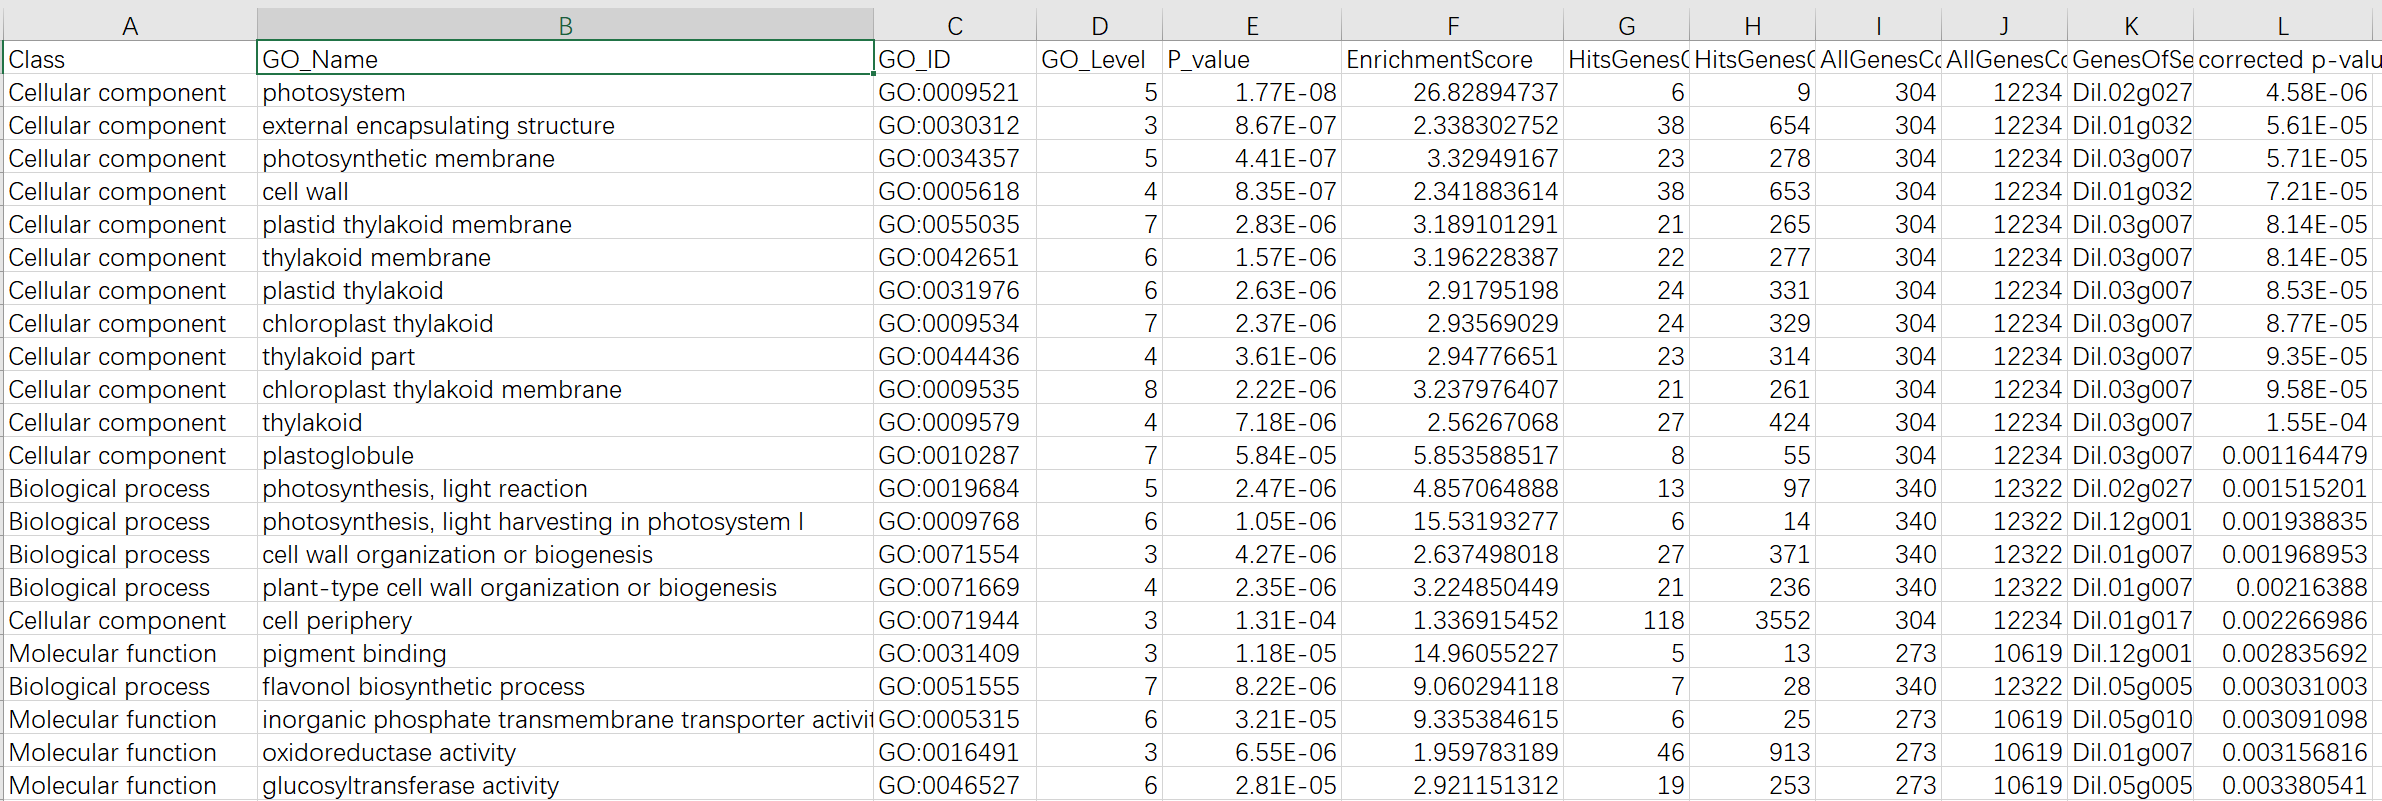 A B C D E F G H I J K L
Class GO_Name GO_ID GO_Level P_value EnrichmentScore HitsGenesC HitsGenesC AllGenesCo AllGenesCo GenesOfSe corrected p-valu
Cellular component photosystem GO:0009521 5 1.77E-08 26.82894737 6 9 304 12234 Dil.02g027 4.58E-06
Cellular component external encapsulating structure GO:0030312 3 8.67E-07 2.338302752 38 654 304 12234 Dil.01g032 5.61E-05
Cellular component photosynthetic membrane GO:0034357 5 4.41E-07 3.32949167 23 278 304 12234 Dil.03g007 5.71E-05
Cellular component cell wall GO:0005618 4 8.35E-07 2.341883614 38 653 304 12234 Dil.01g032 7.21E-05
Cellular component plastid thylakoid membrane GO:0055035 7 2.83E-06 3.189101291 21 265 304 12234 Dil.03g007 8.14E-05
Cellular component thylakoid membrane GO:0042651 6 1.57E-06 3.196228387 22 277 304 12234 Dil.03g007 8.14E-05
Cellular component plastid thylakoid GO:0031976 6 2.63E-06 2.91795198 24 331 304 12234 Dil.03g007 8.53E-05
Cellular component chloroplast thylakoid GO:0009534 7 2.37E-06 2.93569029 24 329 304 12234 Dil.03g007 8.77E-05
Cellular component thylakoid part GO:0044436 4 3.61E-06 2.94776651 23 314 304 12234 Dil.03g007 9.35E-05
Cellular component chloroplast thylakoid membrane GO:0009535 8 2.22E-06 3.237976407 21 261 304 12234 Dil.03g007 9.58E-05
Cellular component thylakoid GO:0009579 4 7.18E-06 2.56267068 27 424 304 12234 Dil.03g007 1.55E-04
Cellular component plastoglobule GO:0010287 7 5.84E-05 5.853588517 8 55 304 12234 Dil.03g007 0.001164479
Biological process photosynthesis, light reaction GO:0019684 5 2.47E-06 4.857064888 13 97 340 12322 Dil.02g027 0.001515201
Biological process photosynthesis, light harvesting in photosystem I GO:0009768 6 1.05E-06 15.53193277 6 14 340 12322 Dil.12g001 0.001938835
Biological process cell wall organization or biogenesis GO:0071554 3 4.27E-06 2.637498018 27 371 340 12322 Dil.01g007 0.001968953
Biological process plant-type cell wall organization or biogenesis GO:0071669 4 2.35E-06 3.224850449 21 236 340 12322 Dil.01g007 0.00216388
Cellular component cell periphery GO:0071944 3 1.31E-04 1.336915452 118 3552 304 12234 Dil.01g017 0.002266986
Molecular function pigment binding GO:0031409 3 1.18E-05 14.96055227 5 13 273 10619 Dil.12g001 0.002835692
Biological process flavonol biosynthetic process GO:0051555 7 8.22E-06 9.060294118 7 28 340 12322 Dil.05g005 0.003031003
Molecular function inorganic phosphate transmembrane transporter activit GO:0005315 6 3.21E-05 9.335384615 6 25 273 10619 Dil.05g010 0.003091098
Molecular function oxidoreductase activity GO:0016491 3 6.55E-06 1.959783189 46 913 273 10619 Dil.01g007 0.003156816
Molecular function glucosyltransferase activity GO:0046527 6 2.81E-05 2.921151312 19 253 273 10619 Dil.05g005 0.003380541